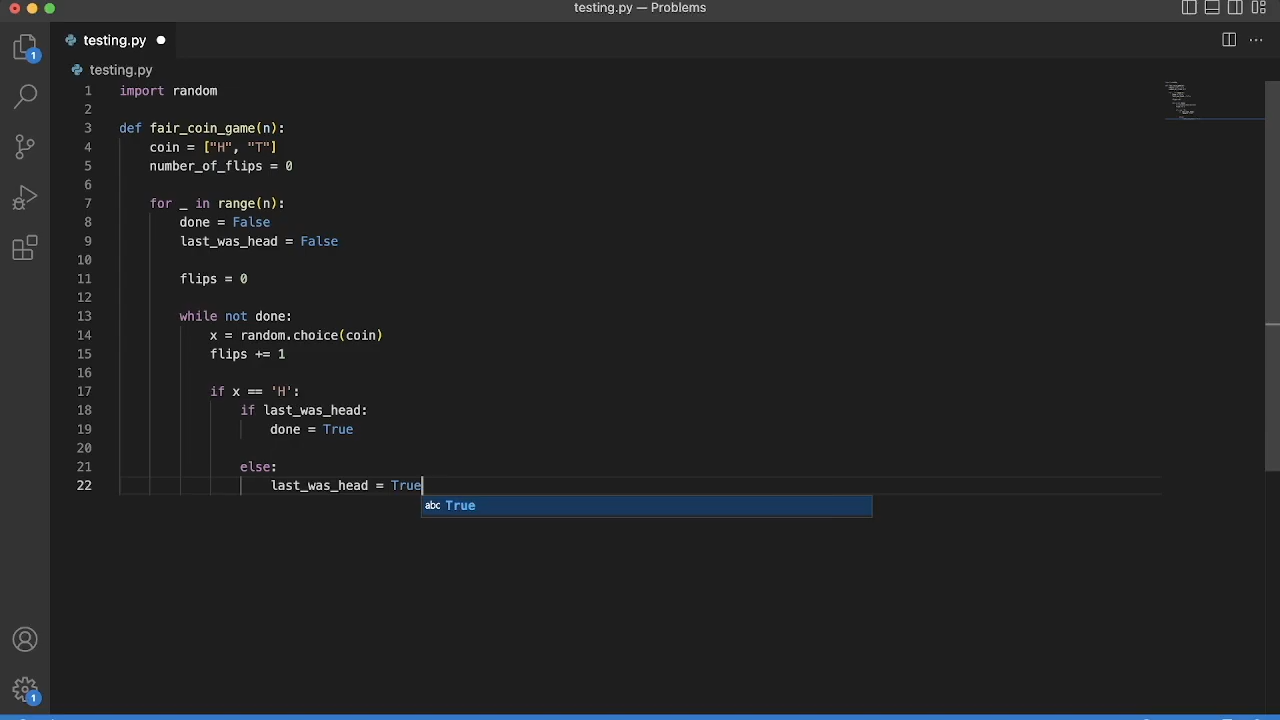 testing.py — Problems
testing.py
testing.py
1 import random
2
3 def fair_coin_game(n):
4 coin = ["H", "T"]
5 number_of_flips = 0
6
7 for _ in range(n):
8 done = False
9 last_was_head = False
10
11 flips = 0
12
13 while not done:
14 x = random.choice(coin)
15 flips += 1
16
17 if x == 'H':
18 if last_was_head:
19 done = True
20
21 else:
22 last_was_head = True
abc True
1
1